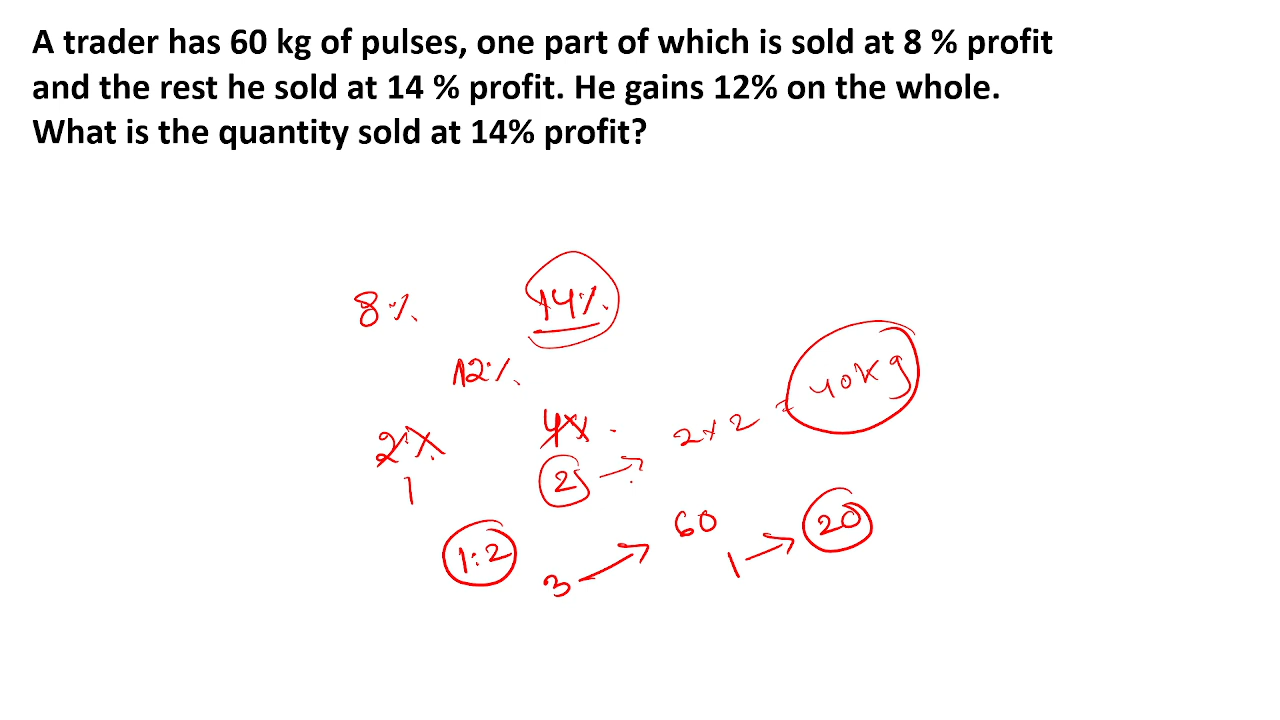 A trader has 60 kg of pulses, one part of which is sold at 8 % profit
and the rest he sold at 14 % profit. He gains 12% on the whole.
What is the quantity sold at 14% profit?
8% 14%
12%
2x 4x
1 2 → 2 x 2 = 40kg
1:2 3 → 60 1 → 20